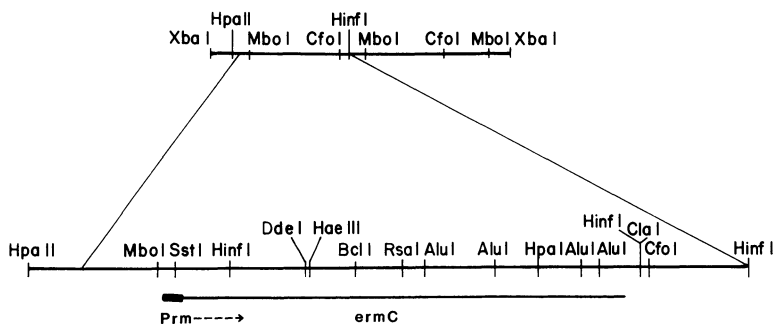 HpaII HinfI
XbaI MboI CfoI MboI CfoI MboI XbaI
HinfI ClaI
DdeI HaeIII
HpaII MboI SstI HinfI BclI RsaI AluI AluI HpaI AluI AluI CfoI HinfI
Prm----> ermC